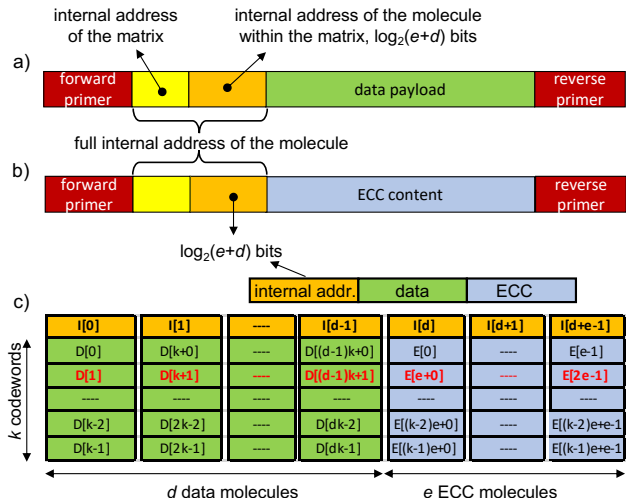 internal address
of the matrix
internal address of the molecule
within the matrix, log2(e+d) bits
a)
forward
primer
data payload
reverse
primer
full internal address of the molecule
b)
forward
primer
ECC content
reverse
primer
log2(e+d) bits
internal addr. data ECC
c)
I[0] I[1] ---- I[d-1] I[d] I[d+1] I[d+e-1]
D[0] D[k+0] ---- D[(d-1)k+0] E[0] ---- E[e-1]
D[1] D[k+1] ---- D[(d-1)k+1] E[e+0] ---- E[2e-1]
---- ---- ---- ---- ---- ---- ----
D[k-2] D[2k-2] ---- D[dk-2] E[(k-2)e+0] ---- E[(k-2)e+e-1]
D[k-1] D[2k-1] ---- D[dk-1] E[(k-1)e+0] ---- E[(k-1)e+e-1]
k codewords
d data molecules e ECC molecules